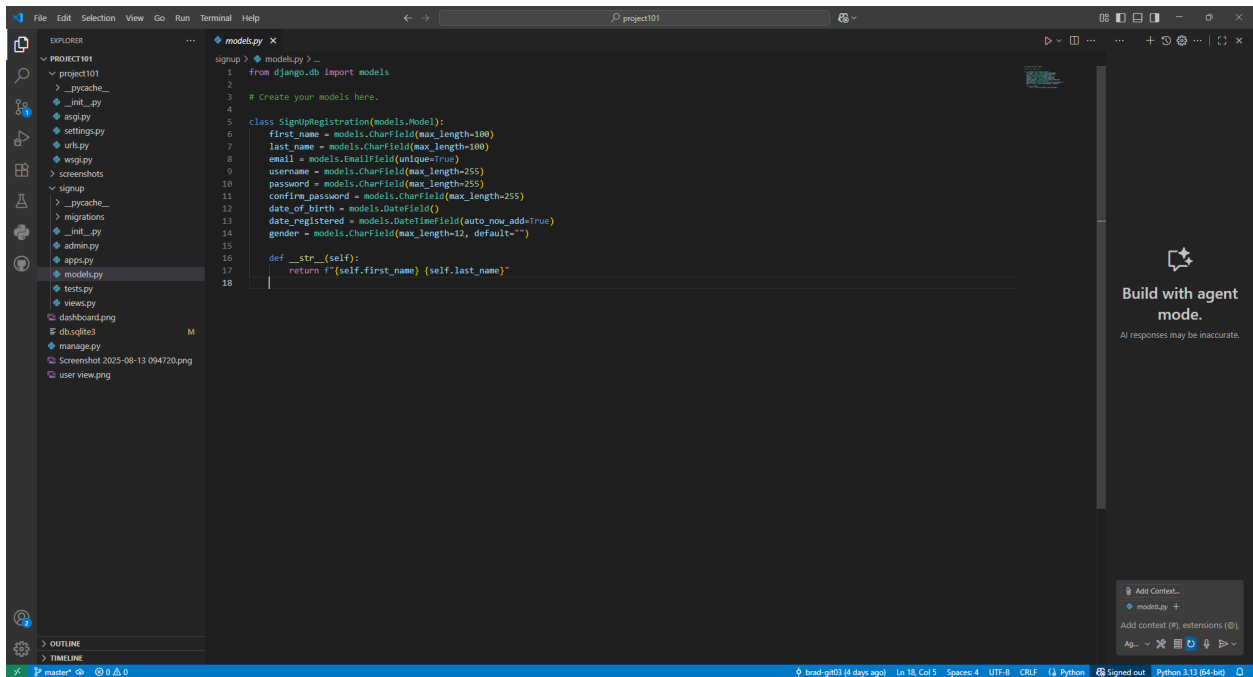 File Edit Selection View Go Run Terminal Help
project101
EXPLORER
PROJECT101
project101
__pycache__
__init__.py
asgi.py
settings.py
urls.py
wsgi.py
screenshots
signup
__pycache__
migrations
__init__.py
admin.py
apps.py
models.py
tests.py
views.py
dashboard.png
db.sqlite3 M
manage.py
Screenshot 2025-08-13 094720.png
user view.png
OUTLINE
TIMELINE
1
2
models.py
signup > models.py > ...
1 from django.db import models
2
3 # Create your models here.
4
5 class SignUpRegistration(models.Model):
6 first_name = models.CharField(max_length=100)
7 last_name = models.CharField(max_length=100)
8 email = models.EmailField(unique=True)
9 username = models.CharField(max_length=255)
10 password = models.CharField(max_length=255)
11 confirm_password = models.CharField(max_length=255)
12 date_of_birth = models.DateField()
13 date_registered = models.DateTimeField(auto_now_add=True)
14 gender = models.CharField(max_length=12, default="")
15
16 def __str__(self):
17 return f"{self.first_name} {self.last_name}"
18
Build with agent
mode.
AI responses may be inaccurate.
Add Context...
models.py
Add context (#), extensions (@),
Ag...
master* 0 0 brad-git03 (4 days ago) Ln 18, Col 5 Spaces: 4 UTF-8 CRLF Python Signed out Python 3.13 (64-bit)